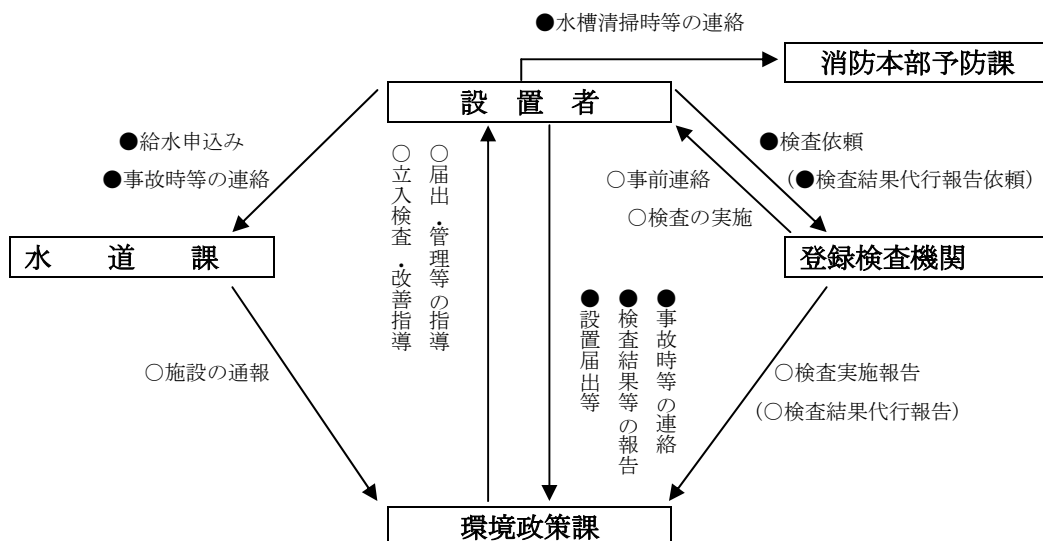 ●水槽清掃時等の連絡
消防本部予防課
設　置　者
●給水申込み
●事故時等の連絡
○届出・管理等の指導
○立入検査・改善指導
○事前連絡
○検査の実施
●検査依頼
(●検査結果代行報告依頼)
水　道　課
登録検査機関
●事故時等の連絡
●検査結果等の報告
●設置届出等
○施設の通報
○検査実施報告
(○検査結果代行報告)
環境政策課